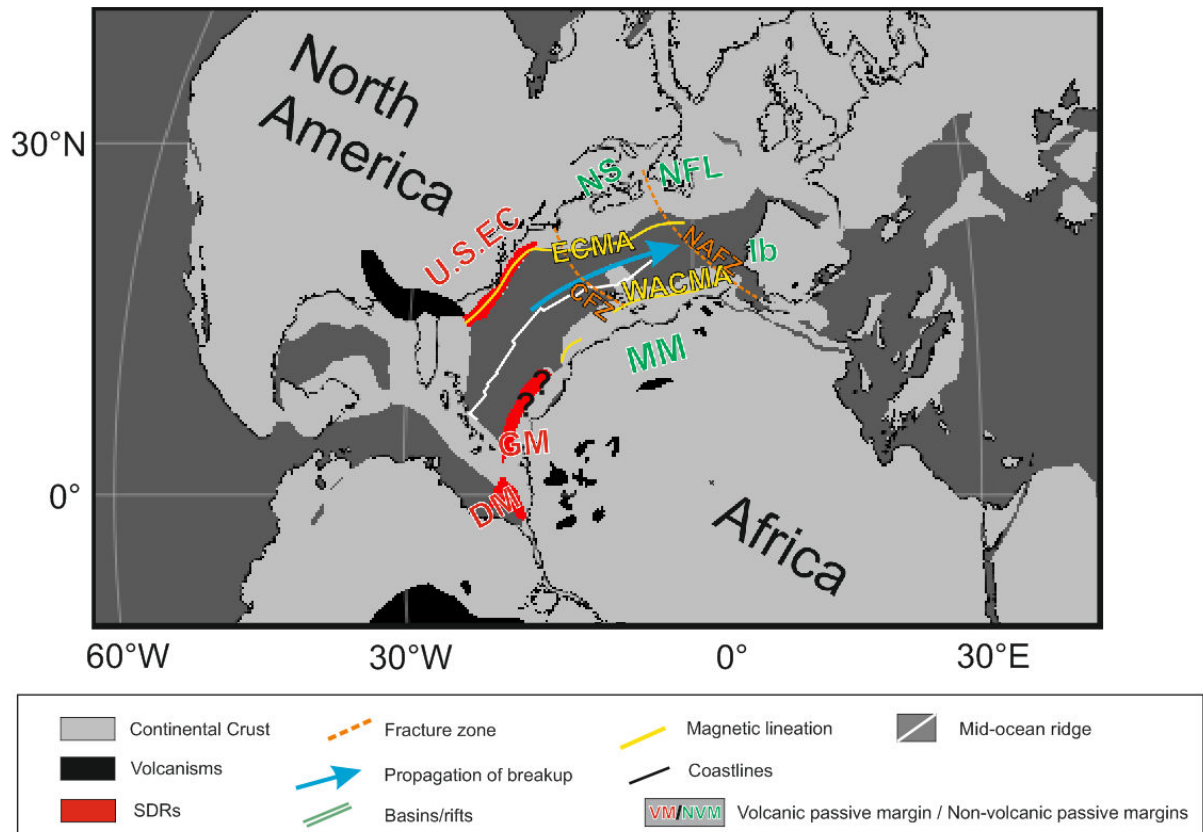 North
America
30°N
NS
NFL
U.S.EC
ECMA
NAFZ
Ib
CFZ
WACMA
MM
?
?
GM
0°
DM
Africa
60°W
30°W
0°
30°E
Continental Crust
Fracture zone
Magnetic lineation
Mid-ocean ridge
Volcanisms
Propagation of breakup
Coastlines
SDRs
Basins/rifts
VM/NVM
Volcanic passive margin / Non-volcanic passive margins